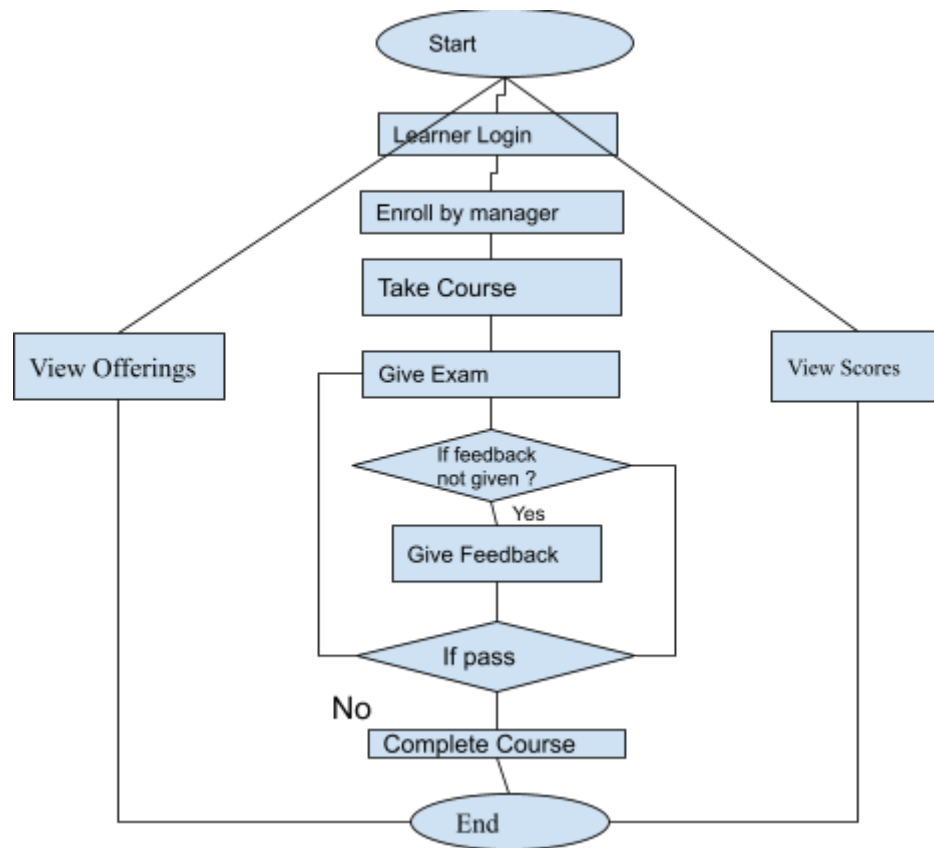 Start
Learner Login
Enroll by manager
Take Course
View Offerings
Give Exam
View Scores
If feedback
not given ?
Yes
Give Feedback
If pass
No
Complete Course
End